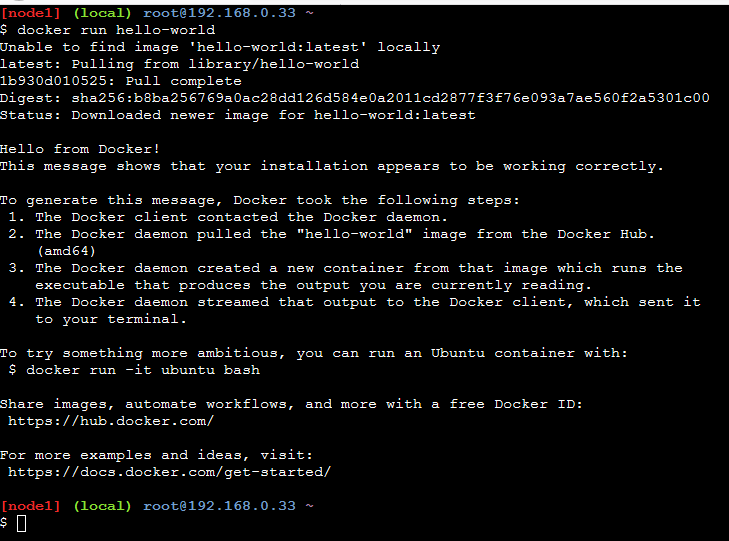 [node1] (local) root@192.168.0.33 ~
$ docker run hello-world
Unable to find image 'hello-world:latest' locally
latest: Pulling from library/hello-world
1b930d010525: Pull complete
Digest: sha256:b8ba256769a0ac28dd126d584e0a2011cd2877f3f76e093a7ae560f2a5301c00
Status: Downloaded newer image for hello-world:latest

Hello from Docker!
This message shows that your installation appears to be working correctly.

To generate this message, Docker took the following steps:
 1. The Docker client contacted the Docker daemon.
 2. The Docker daemon pulled the "hello-world" image from the Docker Hub.
    (amd64)
 3. The Docker daemon created a new container from that image which runs the
    executable that produces the output you are currently reading.
 4. The Docker daemon streamed that output to the Docker client, which sent it
    to your terminal.

To try something more ambitious, you can run an Ubuntu container with:
 $ docker run -it ubuntu bash

Share images, automate workflows, and more with a free Docker ID:
 https://hub.docker.com/

For more examples and ideas, visit:
 https://docs.docker.com/get-started/

[node1] (local) root@192.168.0.33 ~
$